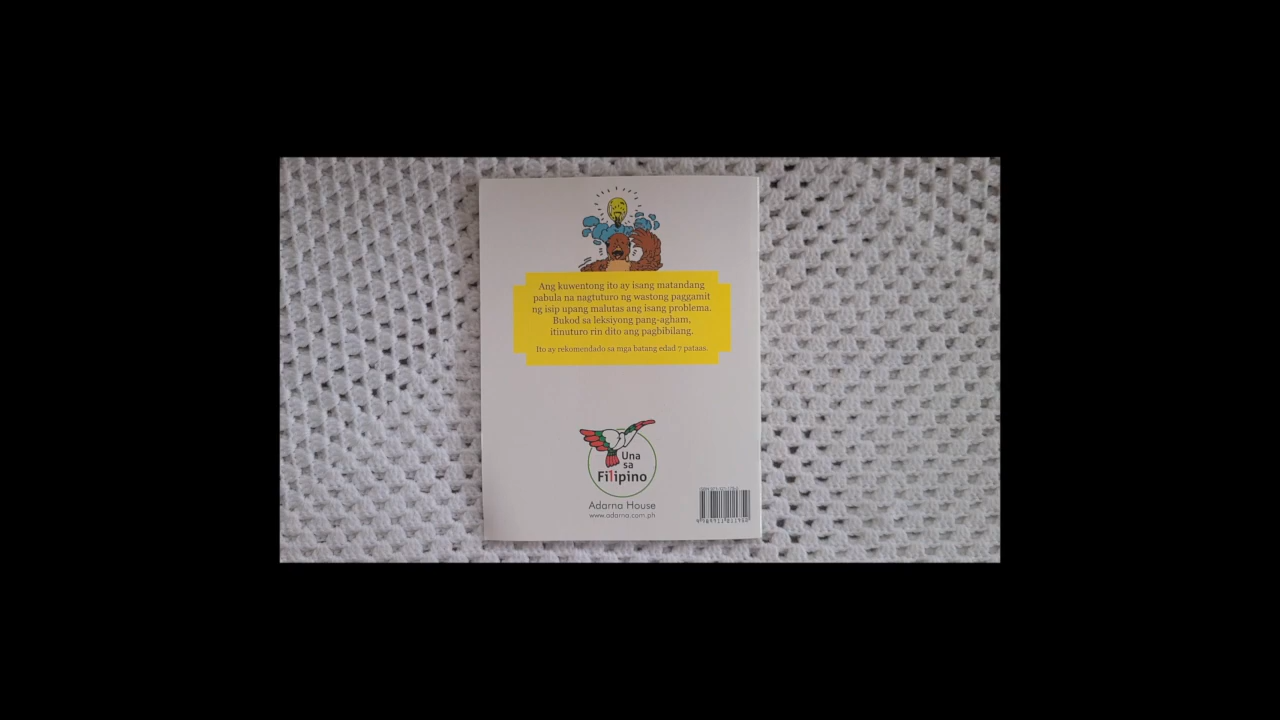 Ang kuwentong ito ay isang matandang
pabula na nagtuturo ng wastong paggamit
ng isip upang malutas ang isang problema.
Bukod sa leksiyong pang-agham,
itinuturo rin dito ang pagbibilang.
Ito ay rekomendado sa mga batang edad 7 pataas.
Una
sa
Filipino
Adarna House
www.adarna.com.ph